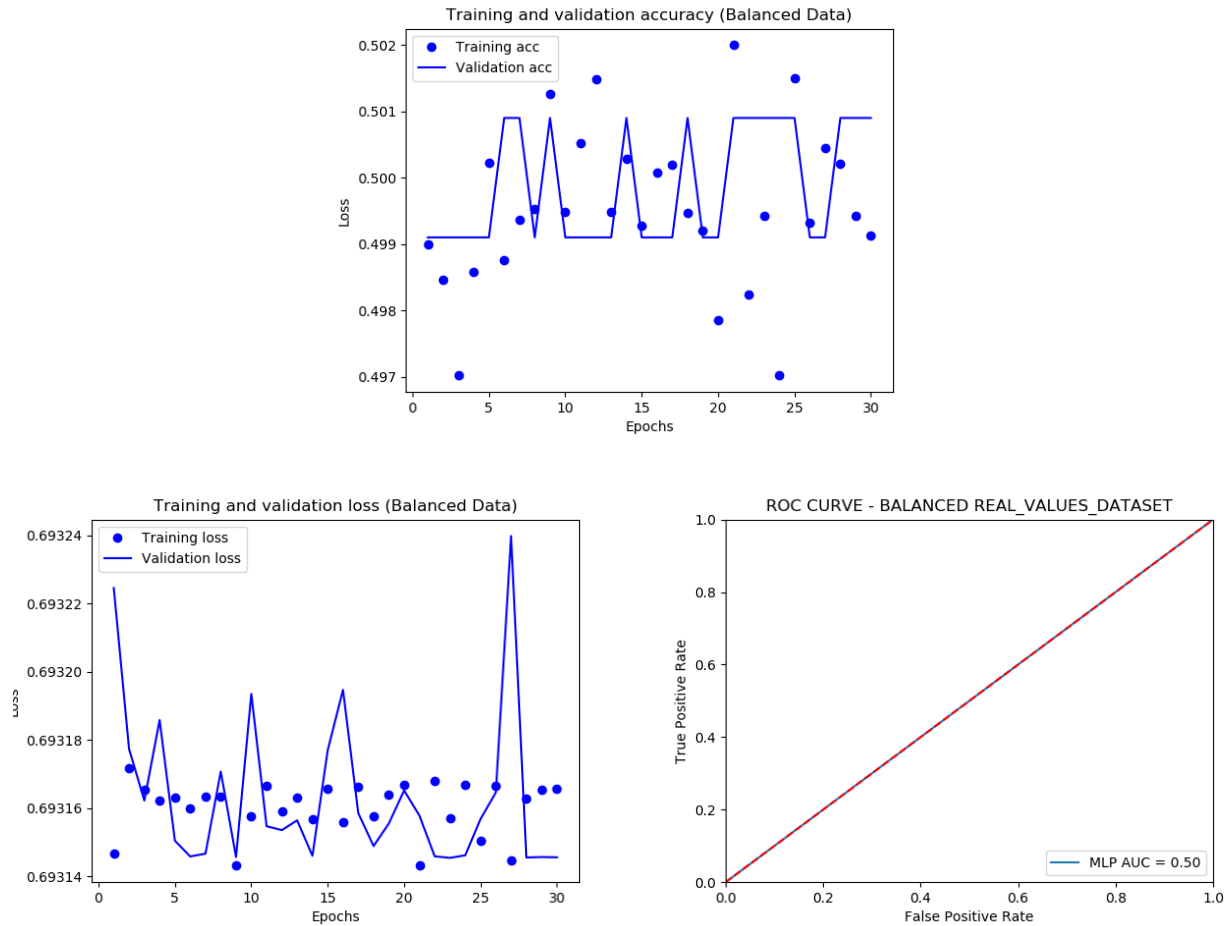 Training and validation accuracy (Balanced Data)
Training acc
Validation acc
0.502
0.501
0.500
0.499
0.498
0.497
Loss
0
5
10
15
20
25
30
Epochs
Training and validation loss (Balanced Data)
Training loss
Validation loss
0.69324
0.69322
0.69320
0.69318
0.69316
0.69314
Loss
0
5
10
15
20
25
30
Epochs
ROC CURVE - BALANCED REAL_VALUES_DATASET
1.0
0.8
0.6
0.4
0.2
0.0
True Positive Rate
MLP AUC = 0.50
0.0
0.2
0.4
0.6
0.8
1.0
False Positive Rate